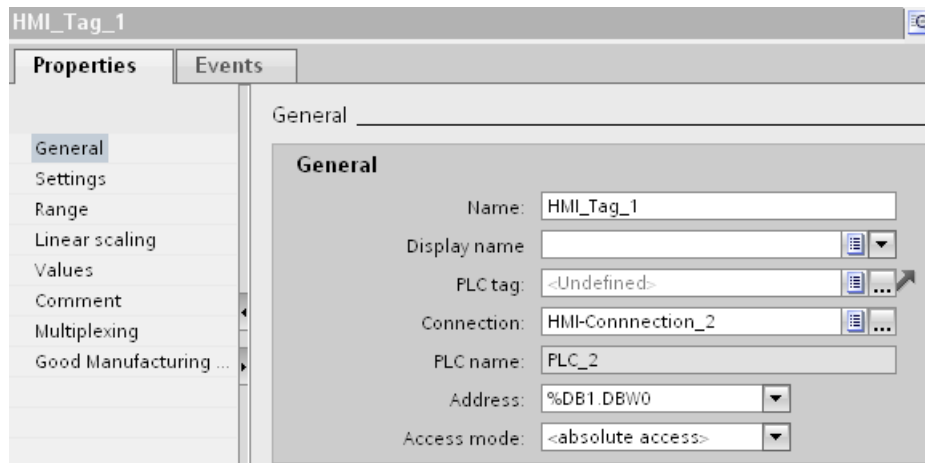 HMI_Tag_1
Properties Events
General
Settings
Range
Linear scaling
Values
Comment
Multiplexing
Good Manufacturing ...
General
General
Name: HMI_Tag_1
Display name
PLC tag: <Undefined>
Connection: HMI-Connnection_2
PLC name: PLC_2
Address: %DB1.DBW0
Access mode: <absolute access>